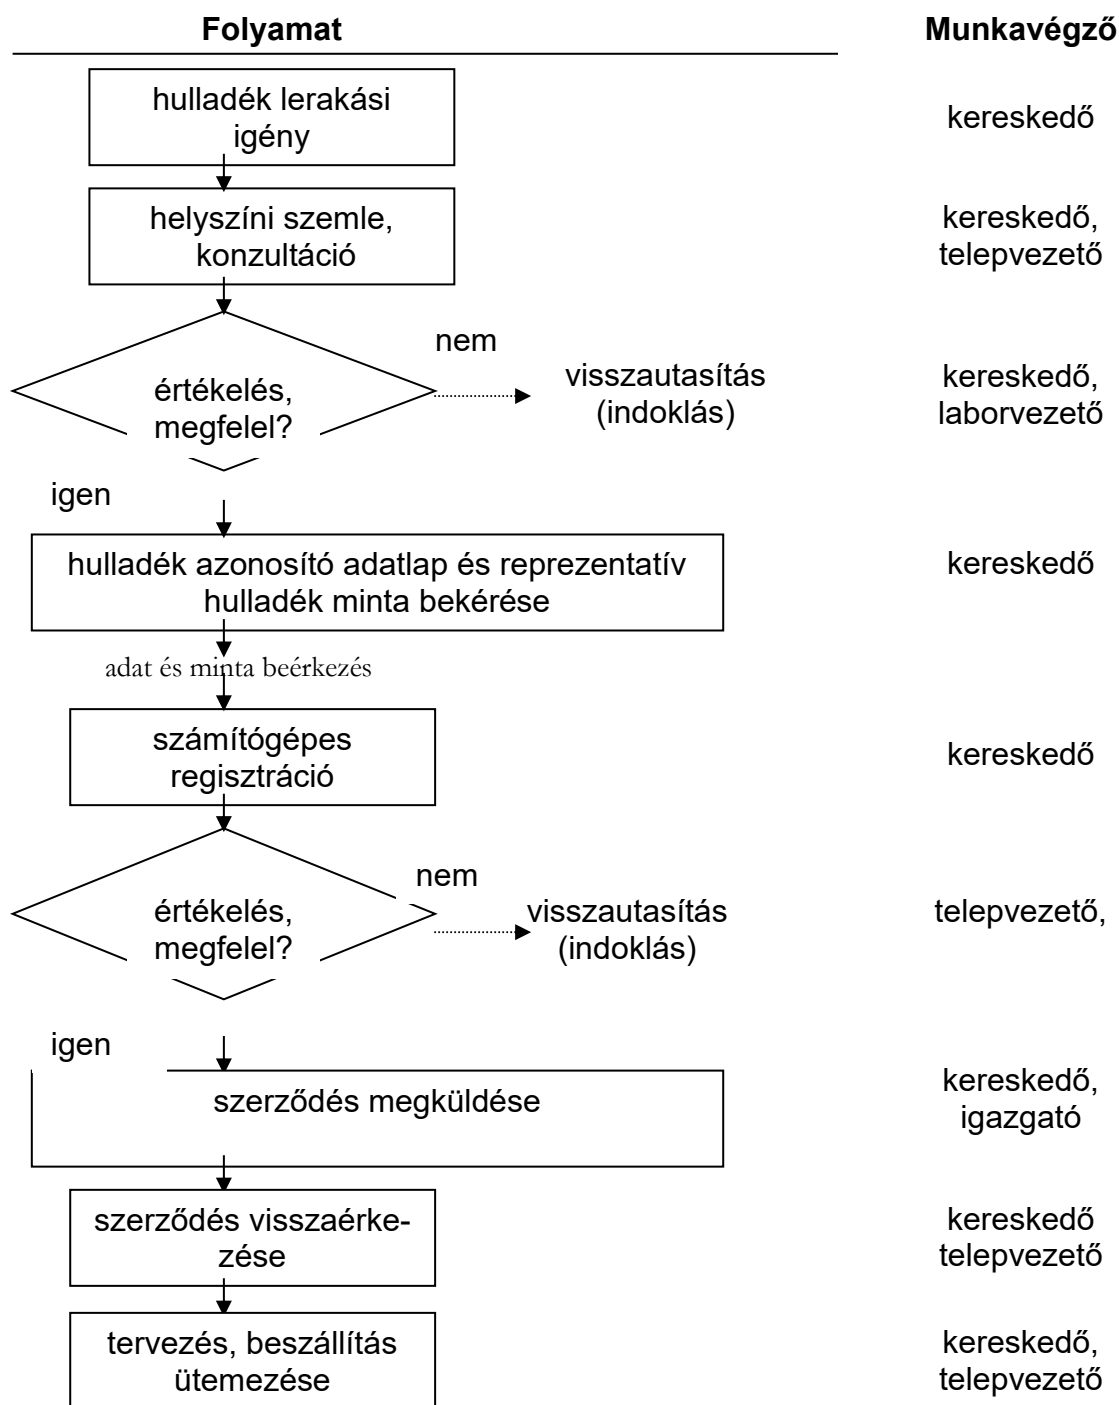 Folyamat
Munkavégző
hulladék lerakási
igény
kereskedő
helyszíni szemle,
konzultáció
kereskedő,
telepvezető
nem
értékelés,
megfelel?
visszautasítás
(indoklás)
kereskedő,
laborvezető
igen
hulladék azonosító adatlap és reprezentatív
hulladék minta bekérése
kereskedő
adat és minta beérkezés
számítógépes
regisztráció
kereskedő
nem
értékelés,
megfelel?
visszautasítás
(indoklás)
telepvezető,
igen
szerződés megküldése
kereskedő,
igazgató
szerződés visszaérke-
zése
kereskedő
telepvezető
tervezés, beszállítás
ütemezése
kereskedő,
telepvezető